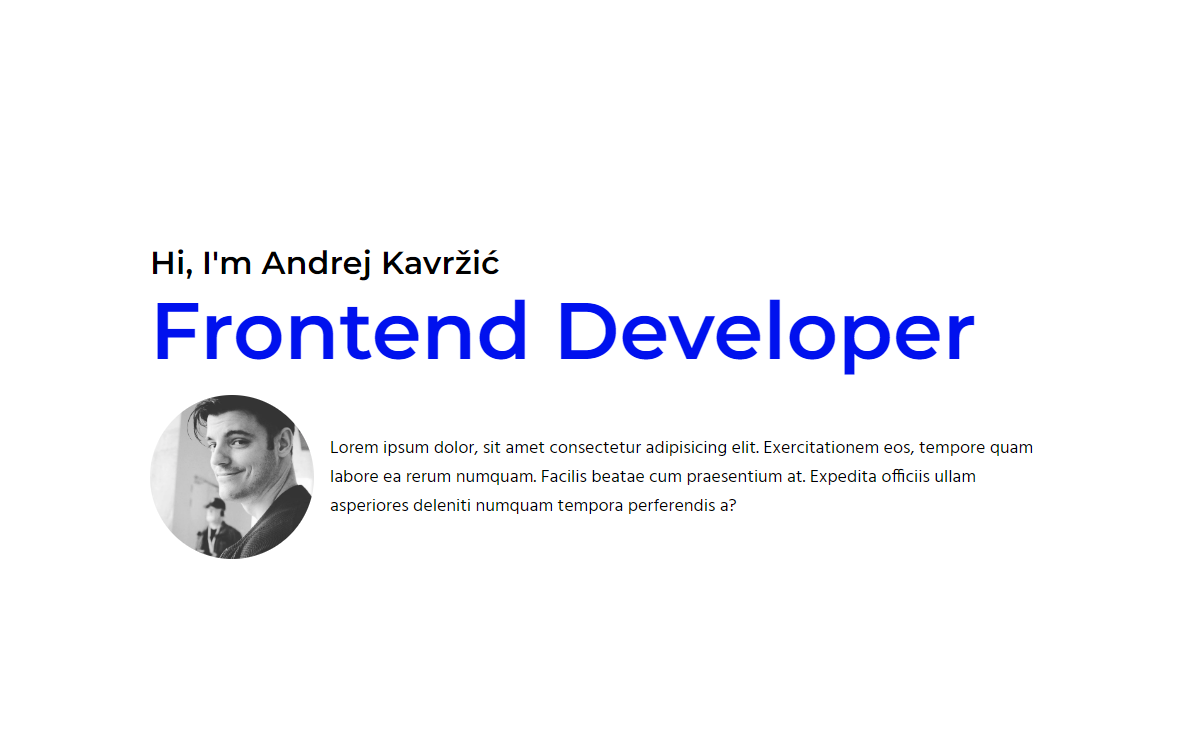 Hi, I'm Andrej Kavržić
Frontend Developer
Lorem ipsum dolor, sit amet consectetur adipisicing elit. Exercitationem eos, tempore quam
labore ea rerum numquam. Facilis beatae cum praesentium at. Expedita officiis ullam
asperiores deleniti numquam tempora perferendis a?